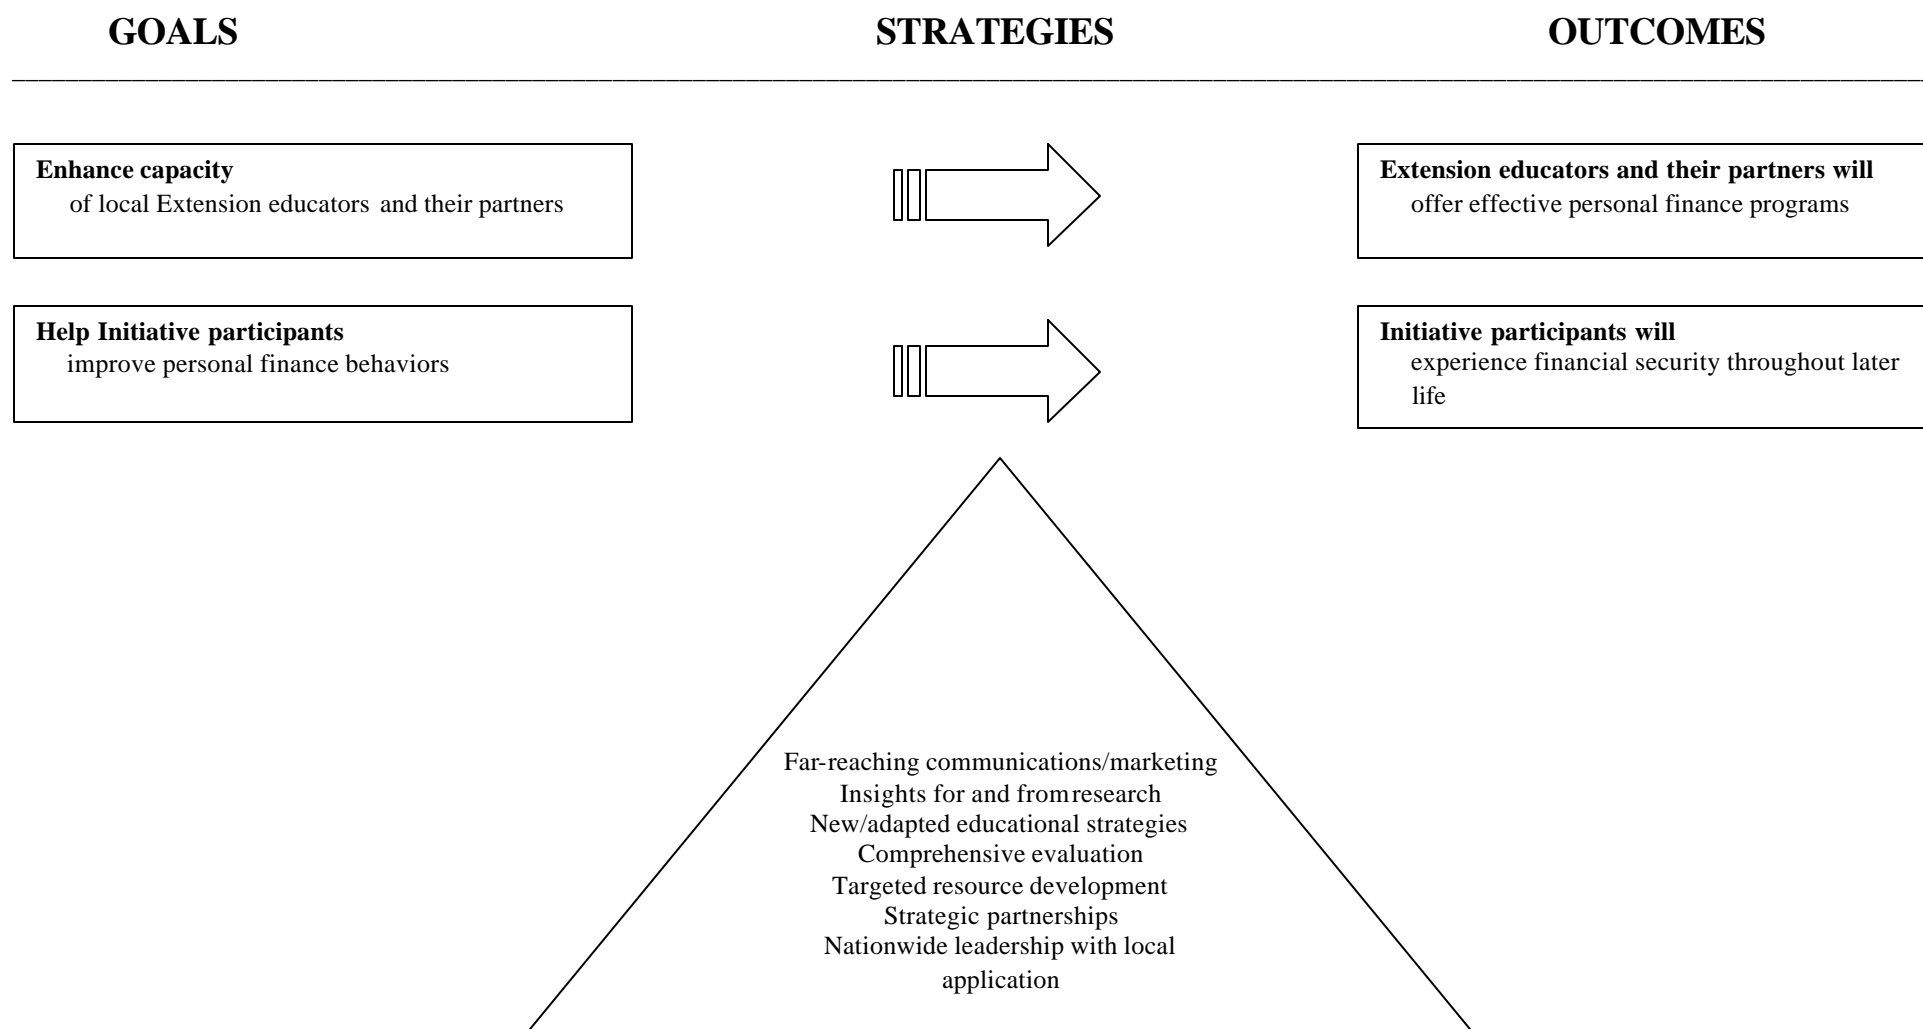 GOALS STRATEGIES OUTCOMES
Enhance capacity
of local Extension educators and their partners
Extension educators and their partners will
offer effective personal finance programs
Help Initiative participants
improve personal finance behaviors
Initiative participants will
experience financial security throughout later
life
Far-reaching communications/marketing
Insights for and from research
New/adapted educational strategies
Comprehensive evaluation
Targeted resource development
Strategic partnerships
Nationwide leadership with local
application